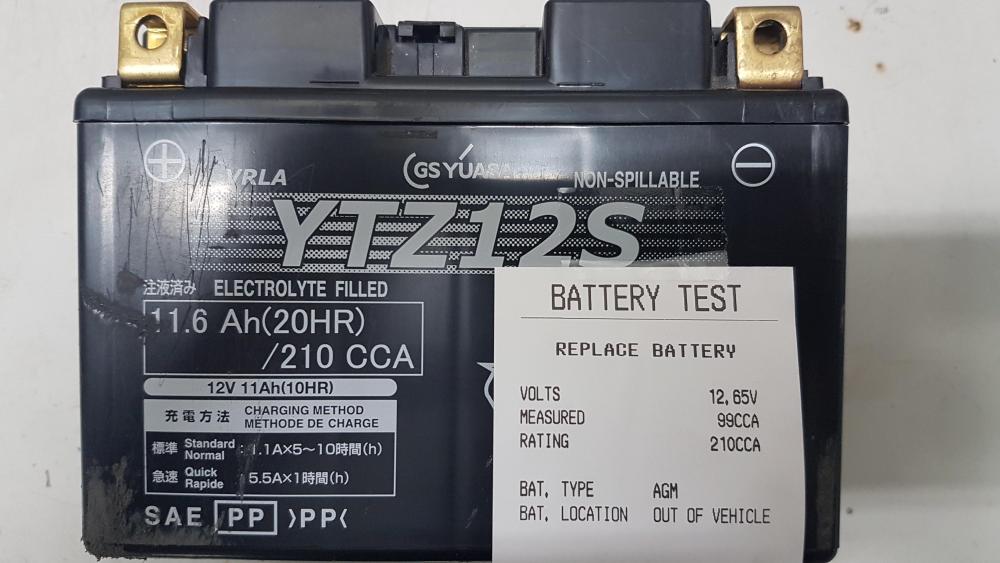 +
-
GS YUASA
VRLA
NON-SPILLABLE
YTZ12S
注液済み ELECTROLYTE FILLED
11.6 Ah(20HR)
/210 CCA
12V 11Ah(10HR)
充電方法 CHARGING METHOD
MÉTHODE DE CHARGE
標準 Standard Normal : 1.1A×5～10時間(h)
急速 Quick Rapide : 5.5A×1時間(h)
SAE PP >PP<
BATTERY TEST
REPLACE BATTERY
VOLTS 12,65V
MEASURED 99CCA
RATING 210CCA
BAT, TYPE AGM
BAT, LOCATION OUT OF VEHICLE